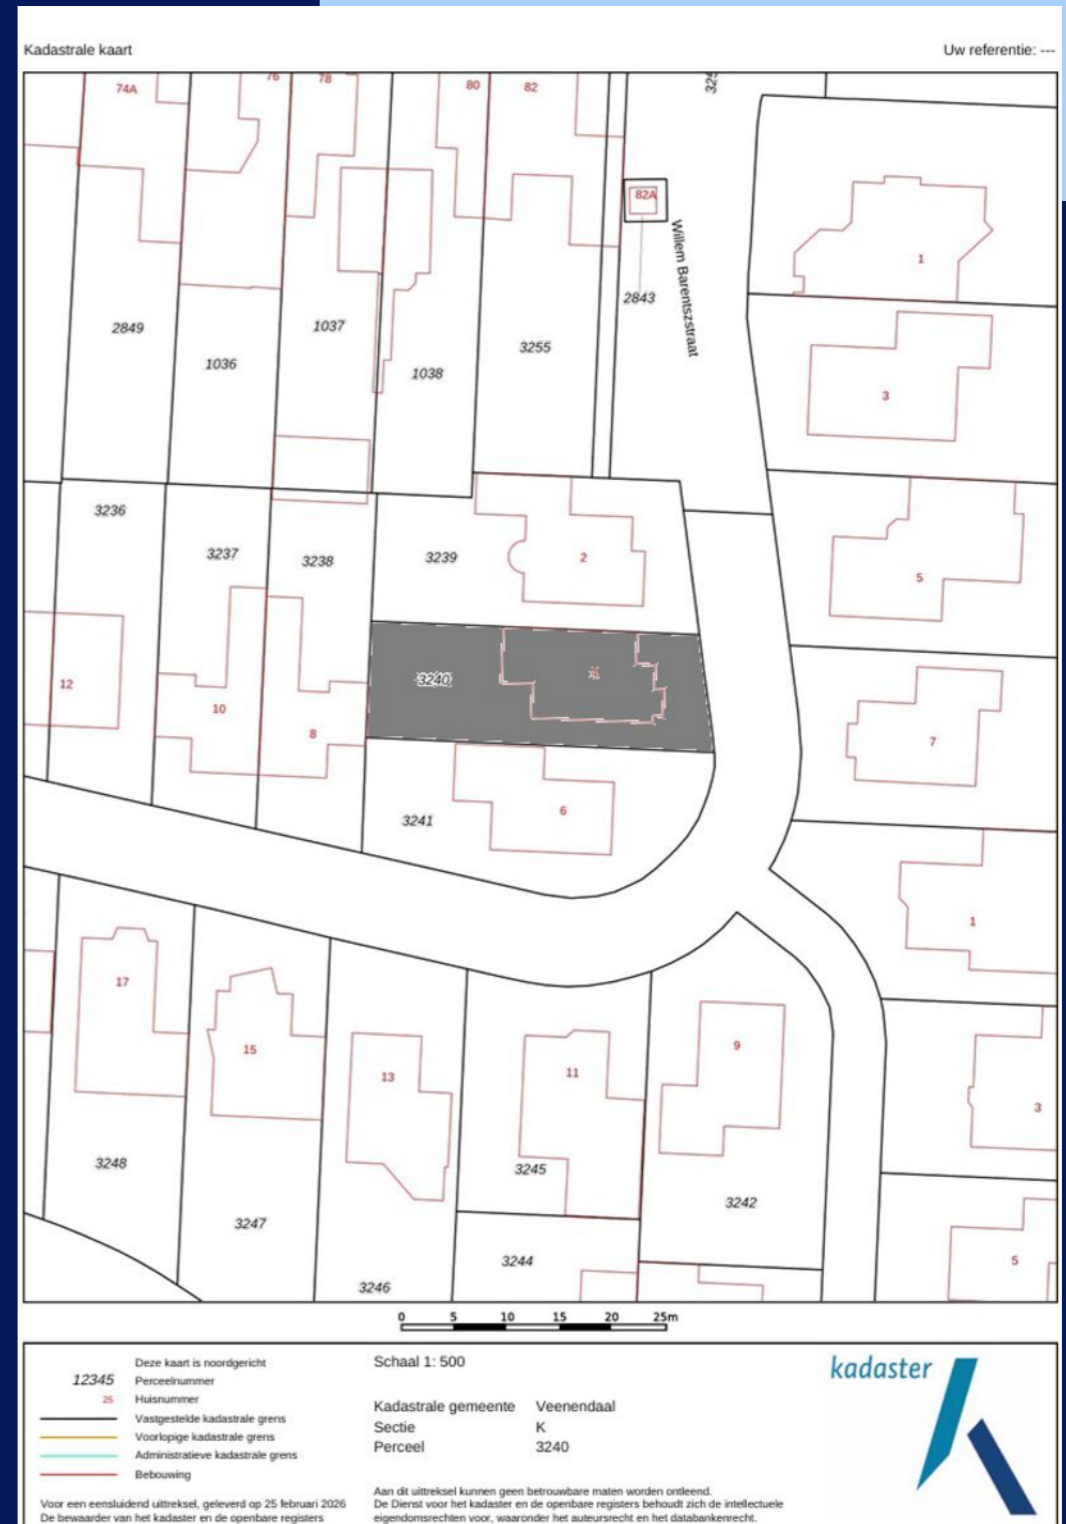 Kadastrale kaart
Uw referentie: ---
74A
76
78
80
82
82A
Willem Barentszstraat
1
2849
1036
1037
1038
3255
2843
3
3236
3237
3238
3239
2
5
12
10
8
3240
7
3241
6
1
17
15
13
11
9
3
3248
3247
3246
3245
3244
3242
5
0 5 10 15 20 25m
Deze kaart is noordgericht
12345 Perceelnummer
25 Huisnummer
Vastgestelde kadastrale grens
Voorlopige kadastrale grens
Administratieve kadastrale grens
Bebouwing
Voor een eensluidend uittreksel, geleverd op 25 februari 2026
De bewaarder van het kadaster en de openbare registers
Schaal 1: 500
Kadastrale gemeente Veenendaal
Sectie K
Perceel 3240
Aan dit uittreksel kunnen geen betrouwbare maten worden ontleend.
De Dienst voor het kadaster en de openbare registers behoudt zich de intellectuele
eigendomsrechten voor, waaronder het auteursrecht en het databankenrecht.
kadaster